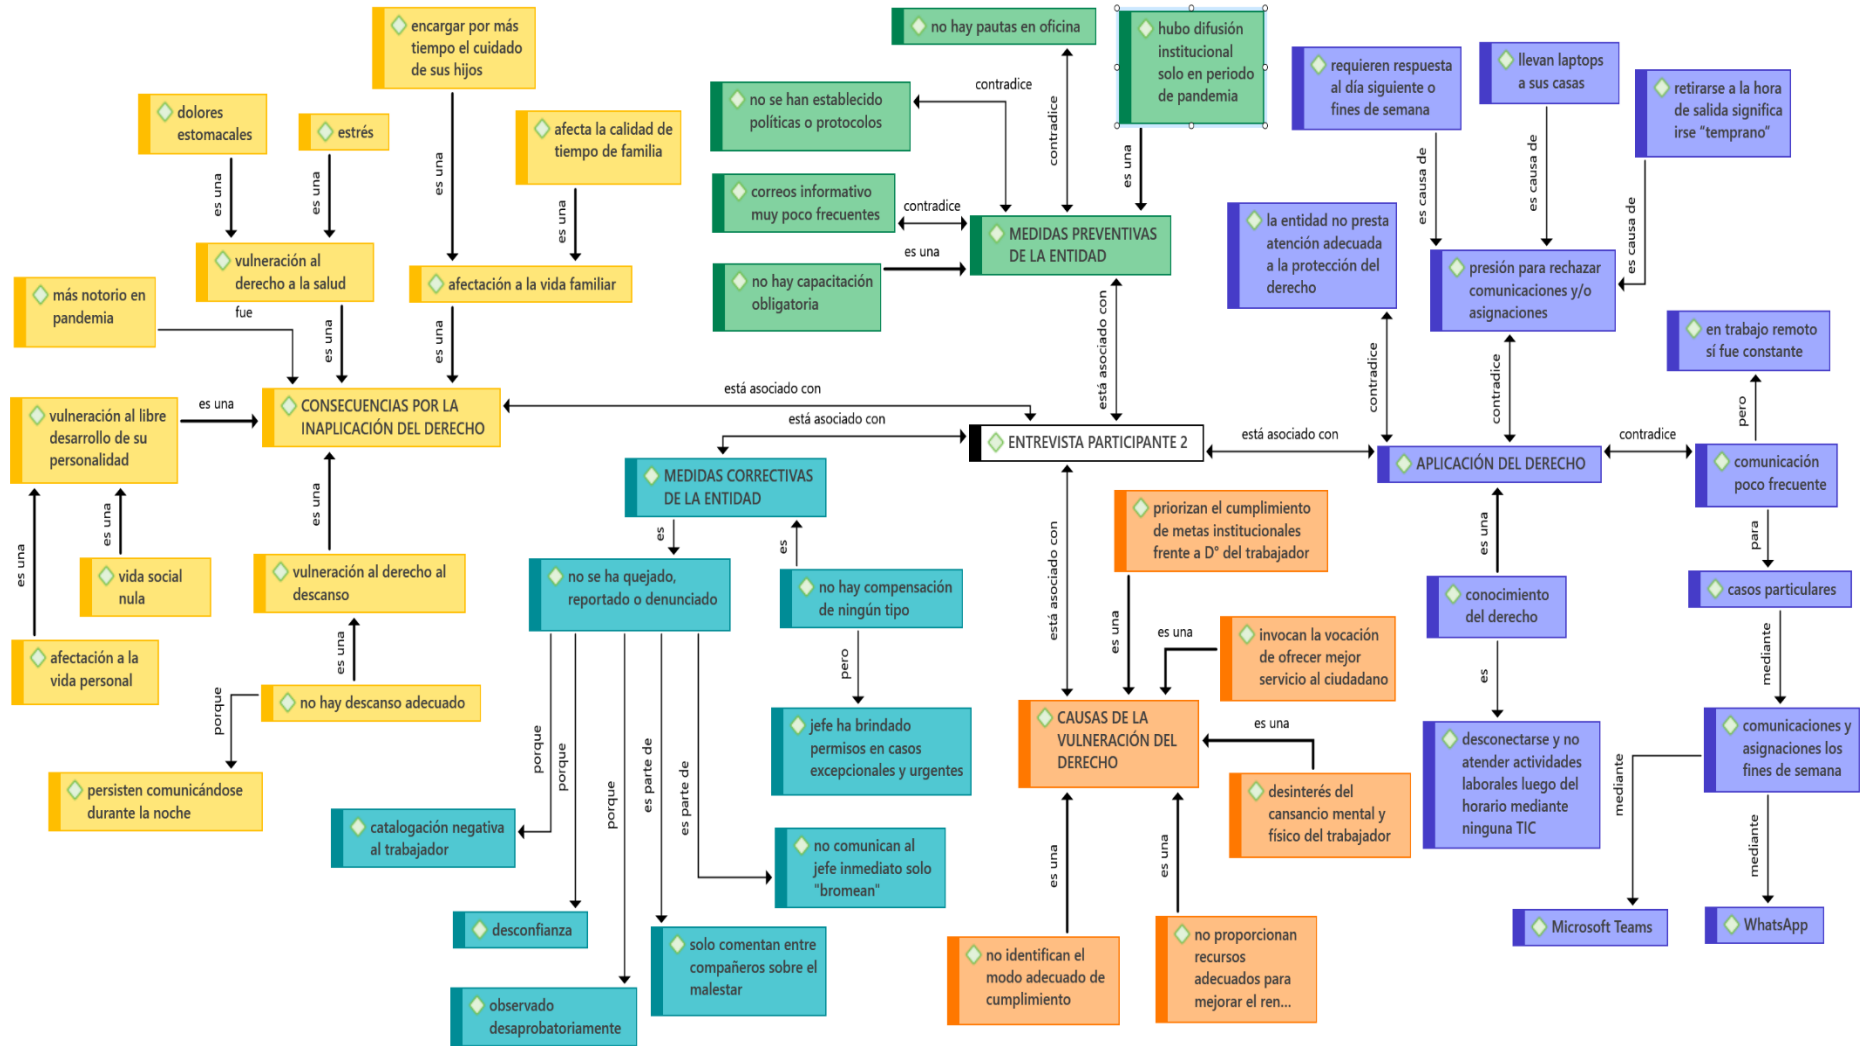 encargar por más
tiempo el cuidado
de sus hijos
dolores
estomacales
estrés
afecta la calidad de
tiempo de familia
es una
es una
es una
es una
vulneración al
derecho a la salud
afectación a la vida familiar
más notorio en
pandemia
fue
es una
es una
CONSECUENCIAS POR LA
INAPLICACIÓN DEL DERECHO
vulneración al libre
desarrollo de su
personalidad
es una
es una
es una
vida social
nula
afectación a la
vida personal
es una
vulneración al derecho al
descanso
es una
no hay descanso adecuado
porque
persisten comunicándose
durante la noche
no hay pautas en oficina
hubo difusión
institucional
solo en periodo
de pandemia
no se han establecido
políticas o protocolos
contradice
contradice
es una
correos informativo
muy poco frecuentes
contradice
MEDIDAS PREVENTIVAS
DE LA ENTIDAD
es una
no hay capacitación
obligatoria
está asociado con
está asociado con
está asociado con
ENTREVISTA PARTICIPANTE 2
está asociado con
está asociado con
MEDIDAS CORRECTIVAS
DE LA ENTIDAD
es
es
no se ha quejado,
reportado o denunciado
no hay compensación
de ningún tipo
pero
jefe ha brindado
permisos en casos
excepcionales y urgentes
porque
porque
porque
es parte de
es parte de
catalogación negativa
al trabajador
no comunican al
jefe inmediato solo
"bromean"
desconfianza
solo comentan entre
compañeros sobre el
malestar
observado
desaprobatoriamente
priorizan el cumplimiento
de metas institucionales
frente a D° del trabajador
es una
es una
invocan la vocación
de ofrecer mejor
servicio al ciudadano
CAUSAS DE LA
VULNERACIÓN DEL
DERECHO
es una
desinterés del
cansancio mental y
físico del trabajador
es una
es una
no identifican el
modo adecuado de
cumplimiento
no proporcionan
recursos
adecuados para
mejorar el ren...
requieren respuesta
al día siguiente o
fines de semana
llevan laptops
a sus casas
retirarse a la hora
de salida significa
irse “temprano”
es causa de
es causa de
es causa de
la entidad no presta
atención adecuada
a la protección del
derecho
presión para rechazar
comunicaciones y/o
asignaciones
en trabajo remoto
sí fue constante
contradice
contradice
pero
APLICACIÓN DEL DERECHO
contradice
comunicación
poco frecuente
es una
para
conocimiento
del derecho
casos particulares
es
mediante
desconectarse y no
atender actividades
laborales luego del
horario mediante
ninguna TIC
comunicaciones y
asignaciones los
fines de semana
mediante
mediante
Microsoft Teams
WhatsApp